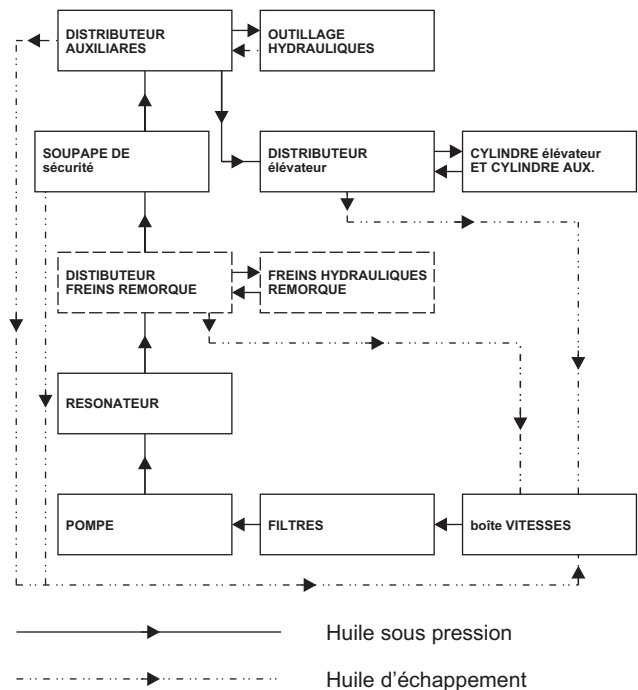 DISTRIBUTEUR
AUXILIARES
OUTILLAGE
HYDRAULIQUES
SOUPAPE DE
sécurité
DISTRIBUTEUR
élévateur
CYLINDRE élévateur
ET CYLINDRE AUX.
DISTIBUTEUR
FREINS REMORQUE
FREINS HYDRAULIQUES
REMORQUE
RESONATEUR
POMPE
FILTRES
boîte VITESSES
Huile sous pression
Huile d'échappement